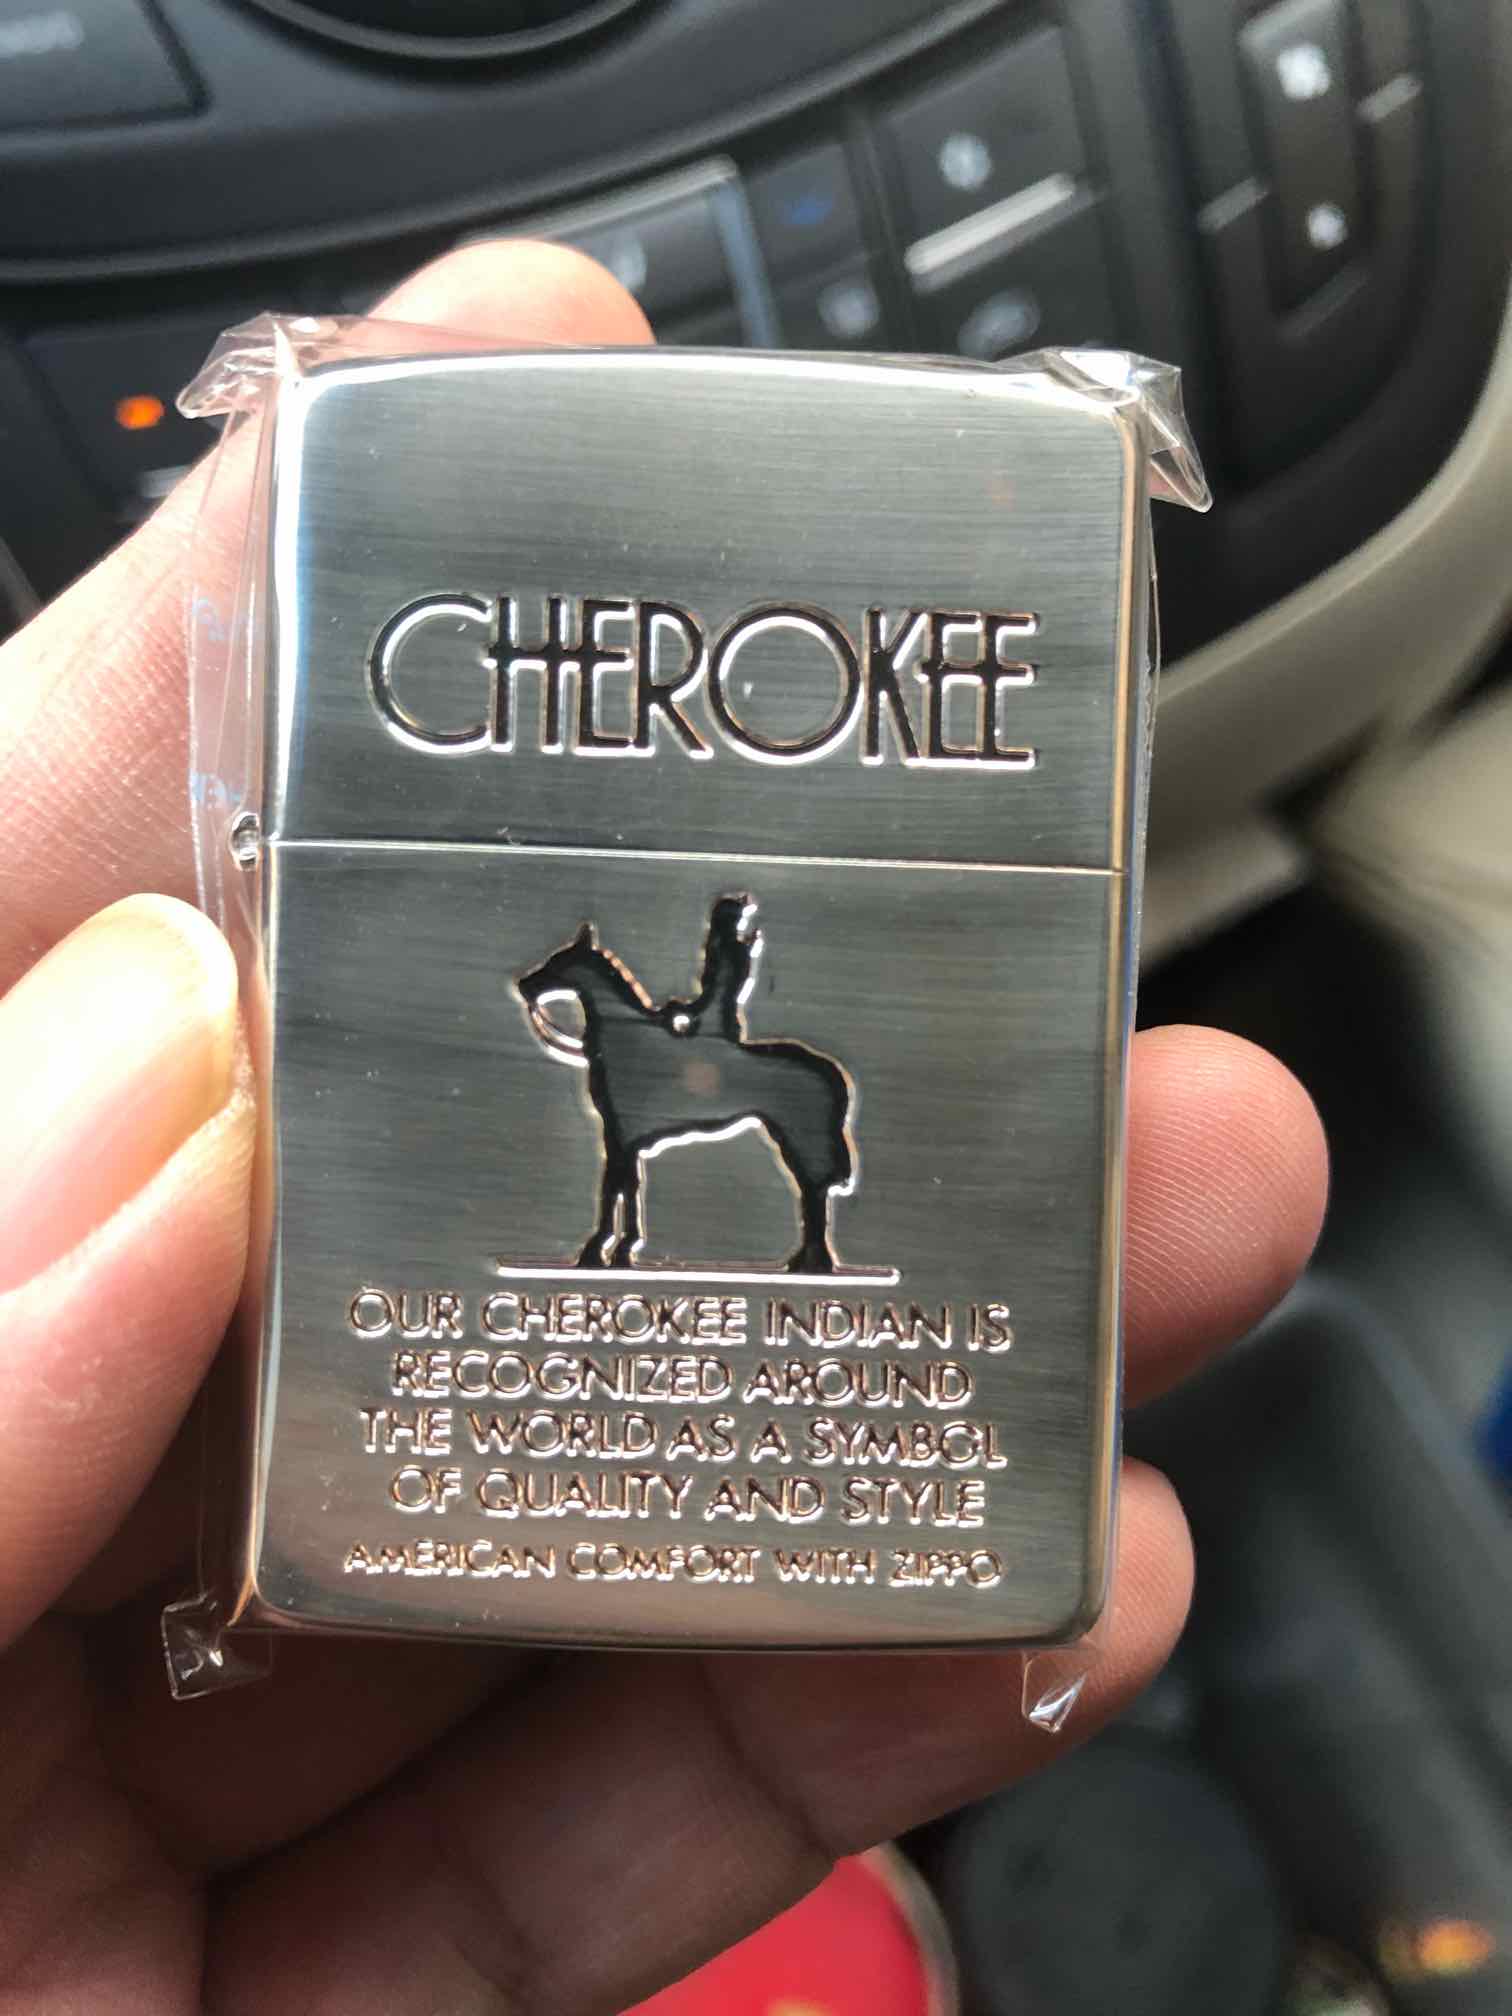 CHEROKEE
OUR CHEROKEE INDIAN IS
RECOGNIZED AROUND
THE WORLD AS A SYMBOL
OF QUALITY AND STYLE
AMERICAN COMFORT WITH ZIPPO